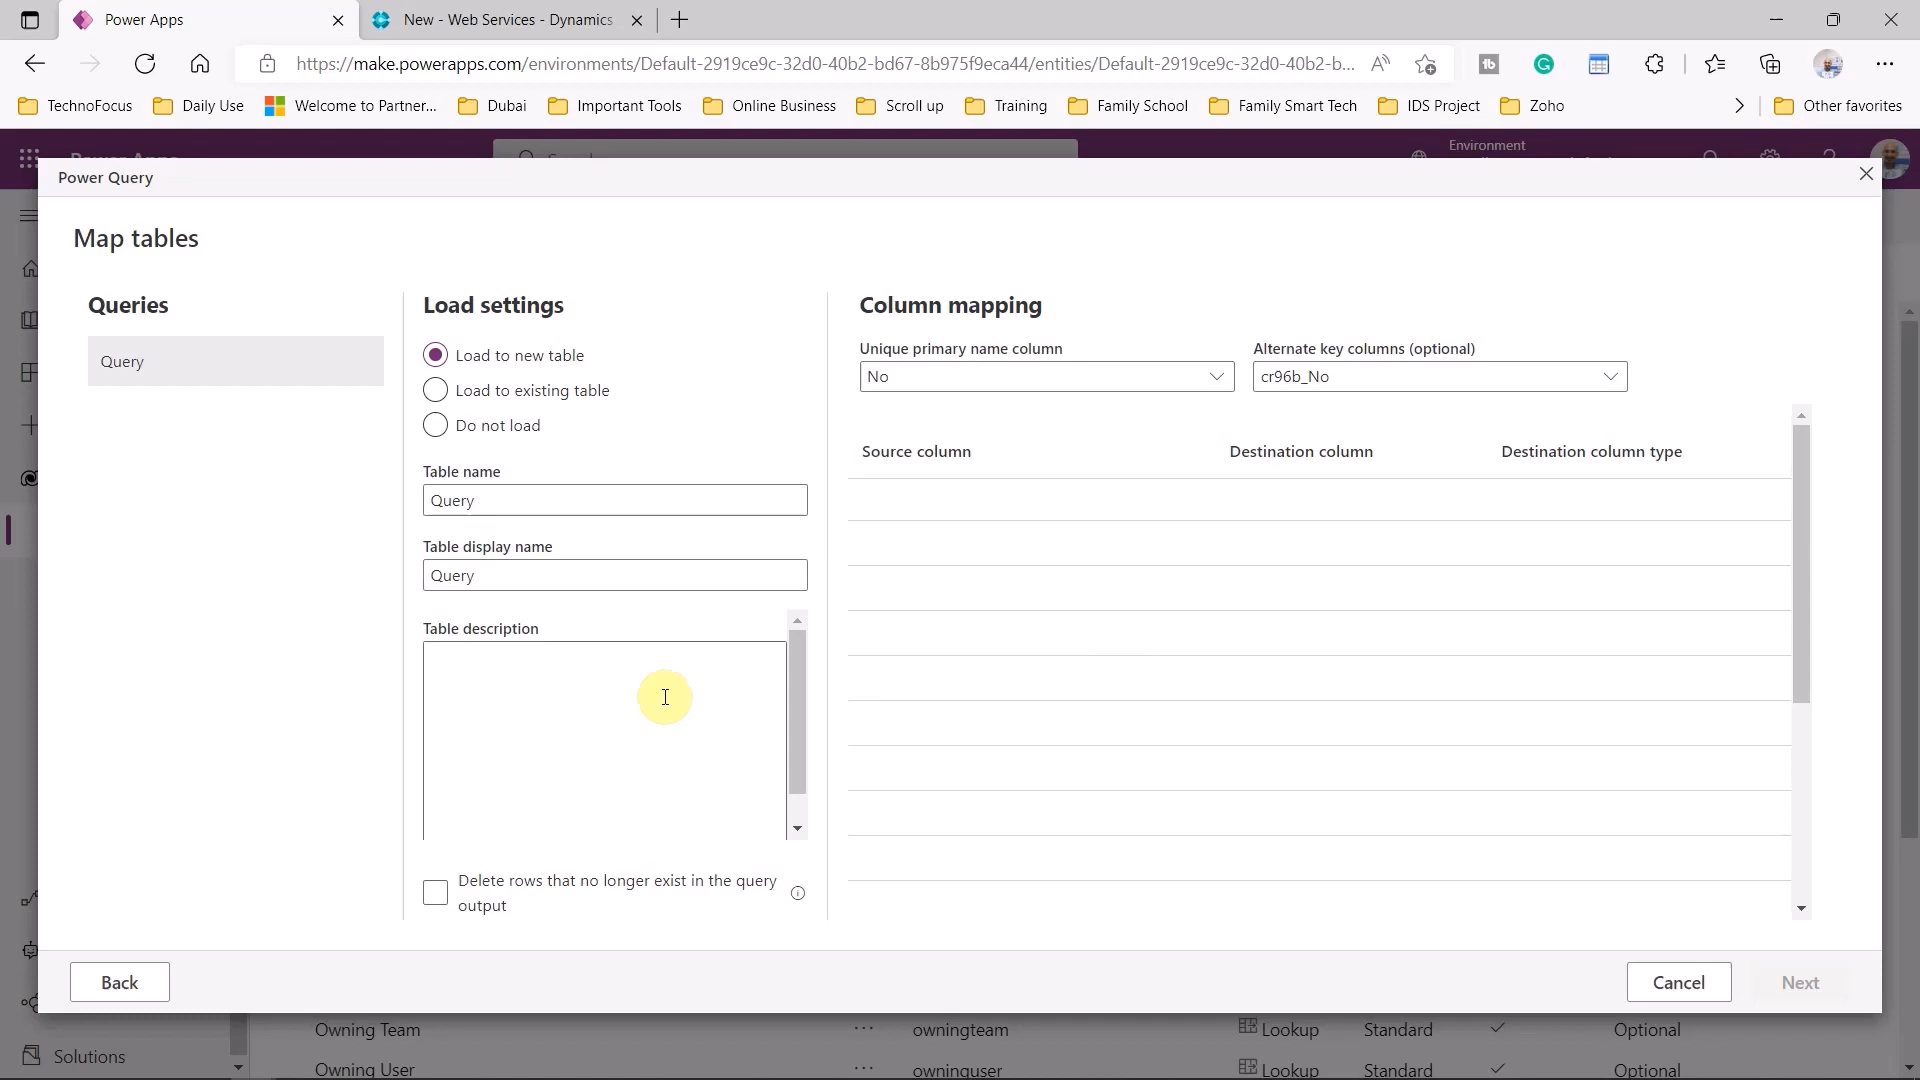 Power Apps
New - Web Services - Dynamics
https://make.powerapps.com/environments/Default-2919ce9c-32d0-40b2-bd67-8b975f9eca44/entities/Default-2919ce9c-32d0-40b2-b...
TechnoFocus
Daily Use
Welcome to Partner...
Dubai
Important Tools
Online Business
Scroll up
Training
Family School
Family Smart Tech
IDS Project
Zoho
Other favorites
Environment
Power Query
Map tables
Queries
Query
Load settings
Load to new table
Load to existing table
Do not load
Table name
Query
Table display name
Query
Table description
Delete rows that no longer exist in the query
output
Column mapping
Unique primary name column
Alternate key columns (optional)
No
cr96b_No
Source column
Destination column
Destination column type
Back
Cancel
Next
Owning Team ... owningteam Lookup Standard Optional
Solutions
Owning User ... owninguser Lookup Standard Optional